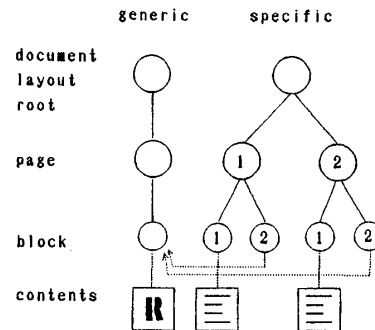 generic specific
document
layout
root
page 1 2
block 1 2 1 2
contents R